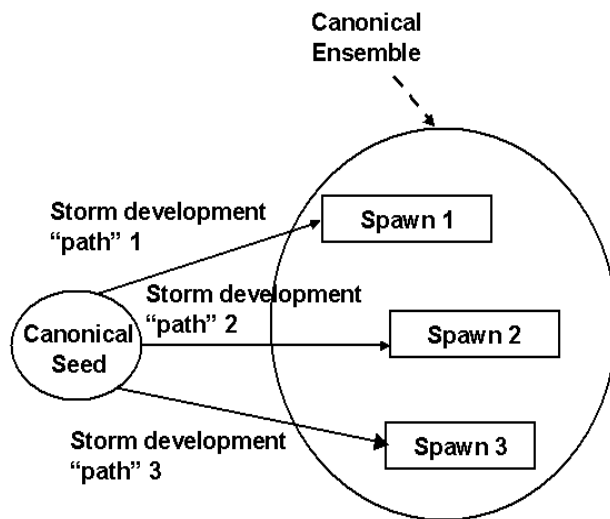 Canonical
Ensemble
Storm development
“path” 1
Spawn 1
Storm development
“path” 2
Canonical
Seed
Spawn 2
Storm development
“path” 3
Spawn 3